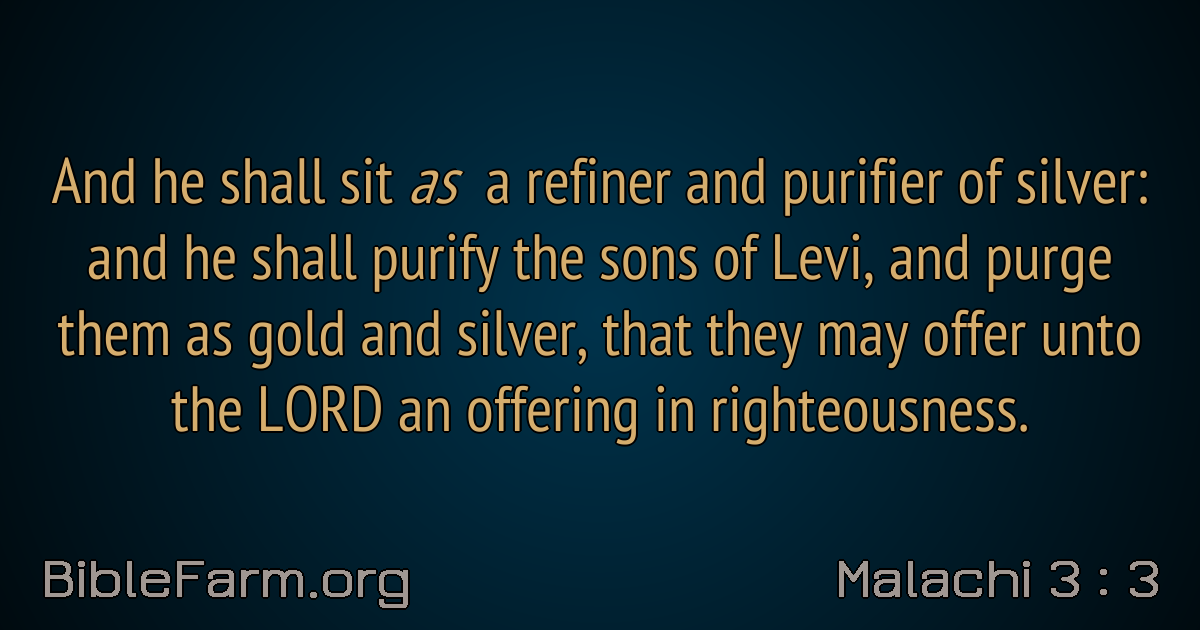 And he shall sit as a refiner and purifier of silver:
and he shall purify the sons of Levi, and purge
them as gold and silver, that they may offer unto
the LORD an offering in righteousness.
BibleFarm.org
Malachi 3 : 3